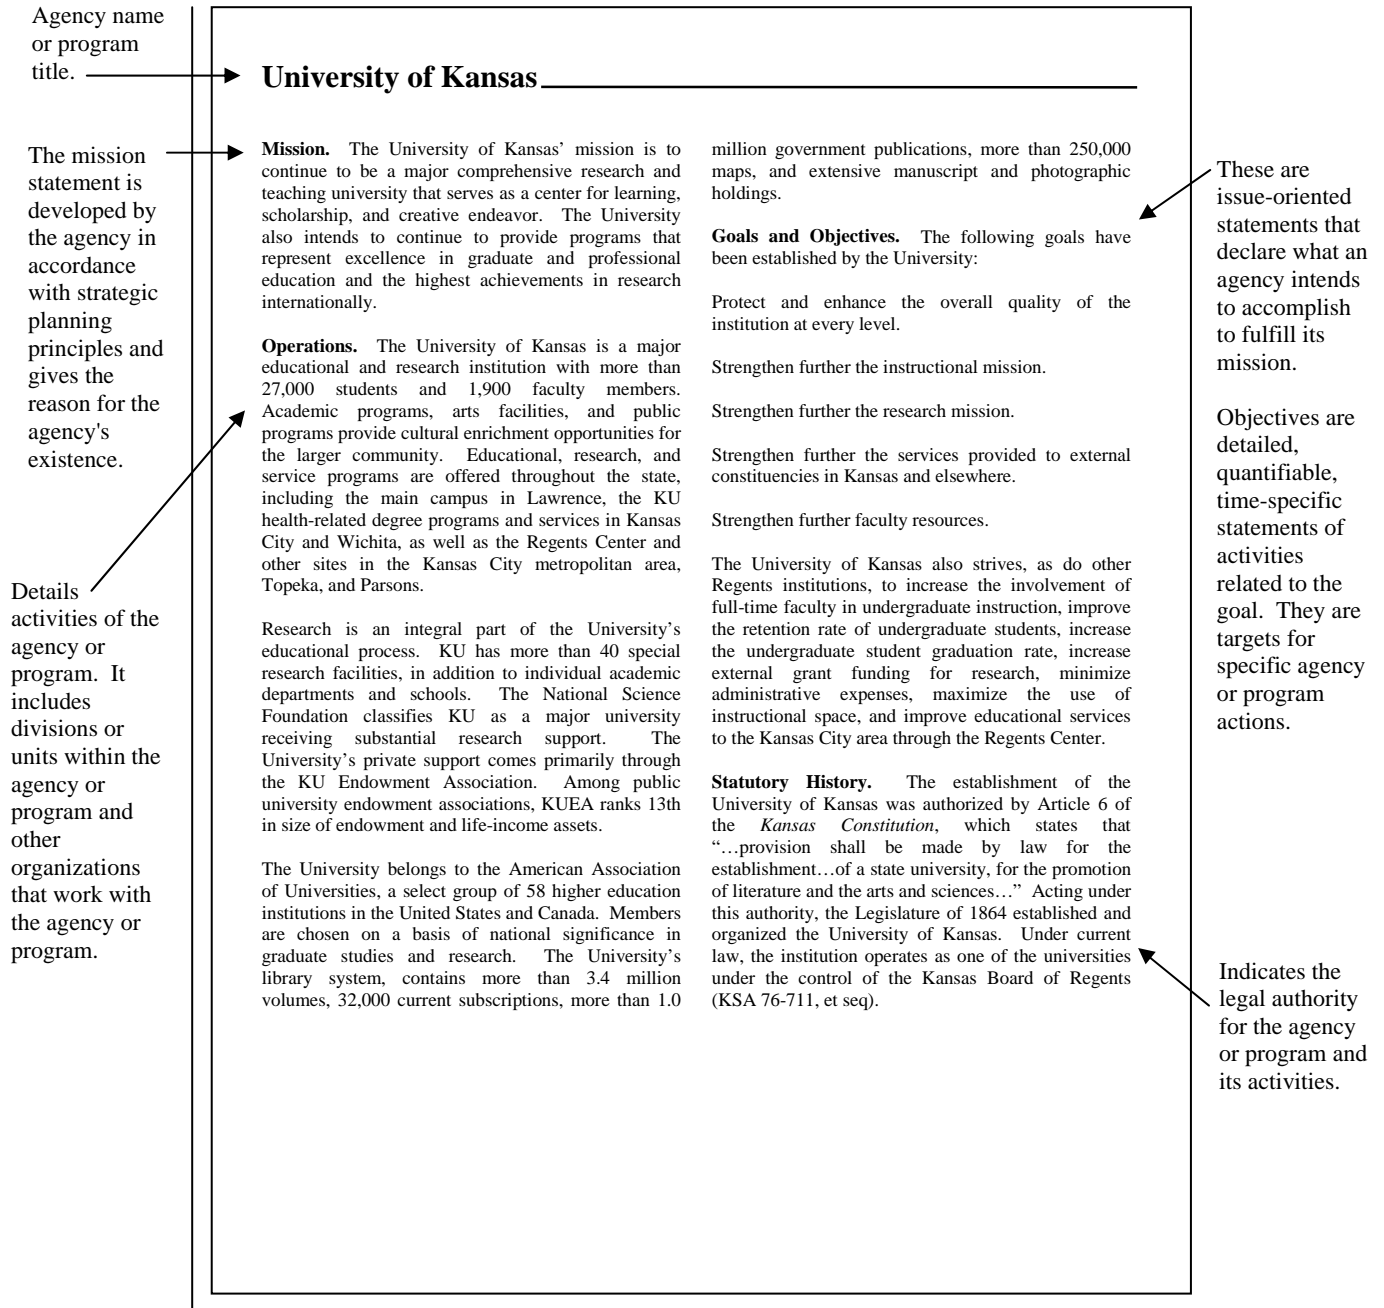 Agency name
or program
title.
University of Kansas
The mission
statement is
developed by
the agency in
accordance
with strategic
planning
principles and
gives the
reason for the
agency's
existence.
Details
activities of the
agency or
program.  It
includes
divisions or
units within the
agency or
program and
other
organizations
that work with
the agency or
program.
Mission.  The University of Kansas’ mission is to
continue to be a major comprehensive research and
teaching university that serves as a center for learning,
scholarship, and creative endeavor.  The University
also intends to continue to provide programs that
represent excellence in graduate and professional
education and the highest achievements in research
internationally.
Operations.  The University of Kansas is a major
educational and research institution with more than
27,000 students and 1,900 faculty members.
Academic programs, arts facilities, and public
programs provide cultural enrichment opportunities for
the larger community.  Educational, research, and
service programs are offered throughout the state,
including the main campus in Lawrence, the KU
health-related degree programs and services in Kansas
City and Wichita, as well as the Regents Center and
other sites in the Kansas City metropolitan area,
Topeka, and Parsons.
Research is an integral part of the University’s
educational process.  KU has more than 40 special
research facilities, in addition to individual academic
departments and schools.  The National Science
Foundation classifies KU as a major university
receiving substantial research support.  The
University’s private support comes primarily through
the KU Endowment Association.  Among public
university endowment associations, KUEA ranks 13th
in size of endowment and life-income assets.
The University belongs to the American Association
of Universities, a select group of 58 higher education
institutions in the United States and Canada.  Members
are chosen on a basis of national significance in
graduate studies and research.  The University’s
library system, contains more than 3.4 million
volumes, 32,000 current subscriptions, more than 1.0
million government publications, more than 250,000
maps, and extensive manuscript and photographic
holdings.
Goals and Objectives.  The following goals have
been established by the University:
Protect and enhance the overall quality of the
institution at every level.
Strengthen further the instructional mission.
Strengthen further the research mission.
Strengthen further the services provided to external
constituencies in Kansas and elsewhere.
Strengthen further faculty resources.
The University of Kansas also strives, as do other
Regents institutions, to increase the involvement of
full-time faculty in undergraduate instruction, improve
the retention rate of undergraduate students, increase
the undergraduate student graduation rate, increase
external grant funding for research, minimize
administrative expenses, maximize the use of
instructional space, and improve educational services
to the Kansas City area through the Regents Center.
Statutory History.  The establishment of the
University of Kansas was authorized by Article 6 of
the Kansas Constitution, which states that
“…provision shall be made by law for the
establishment…of a state university, for the promotion
of literature and the arts and sciences…”  Acting under
this authority, the Legislature of 1864 established and
organized the University of Kansas.  Under current
law, the institution operates as one of the universities
under the control of the Kansas Board of Regents
(KSA 76-711, et seq).
These are
issue-oriented
statements that
declare what an
agency intends
to accomplish
to fulfill its
mission.
Objectives are
detailed,
quantifiable,
time-specific
statements of
activities
related to the
goal.  They are
targets for
specific agency
or program
actions.
Indicates the
legal authority
for the agency
or program and
its activities.